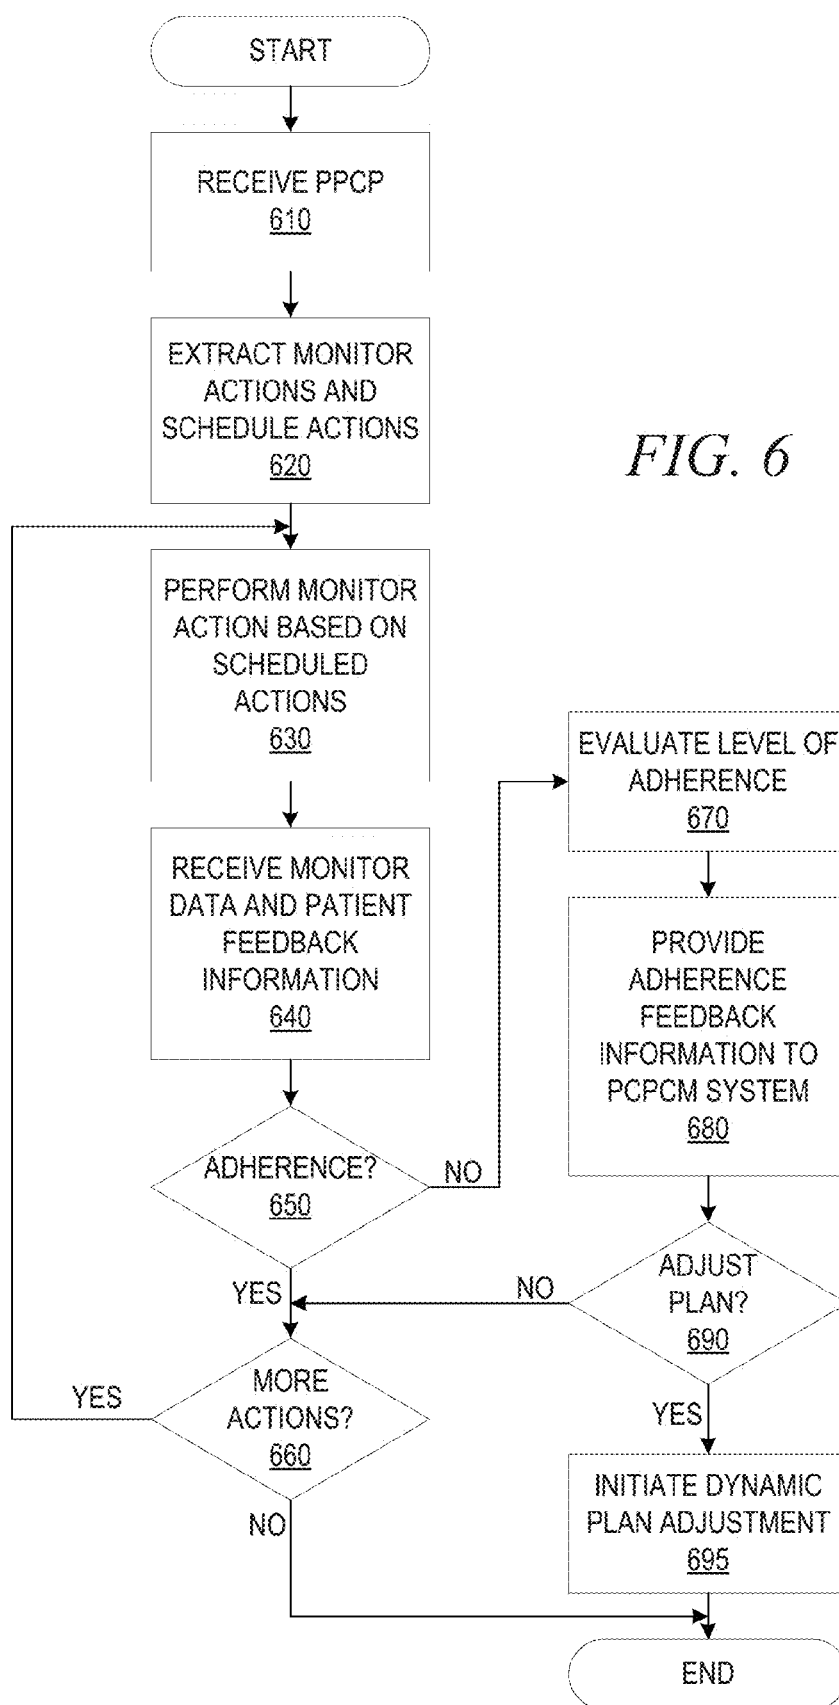 START
RECEIVE PPCP
610
EXTRACT MONITOR
ACTIONS AND
SCHEDULE ACTIONS
620
FIG. 6
PERFORM MONITOR
ACTION BASED ON
SCHEDULED
ACTIONS
630
RECEIVE MONITOR
DATA AND PATIENT
FEEDBACK
INFORMATION
640
ADHERENCE?
650
NO
YES
MORE
ACTIONS?
660
YES
NO
EVALUATE LEVEL OF
ADHERENCE
670
PROVIDE
ADHERENCE
FEEDBACK
INFORMATION TO
PCPCM SYSTEM
680
ADJUST
PLAN?
690
NO
YES
INITIATE DYNAMIC
PLAN ADJUSTMENT
695
END